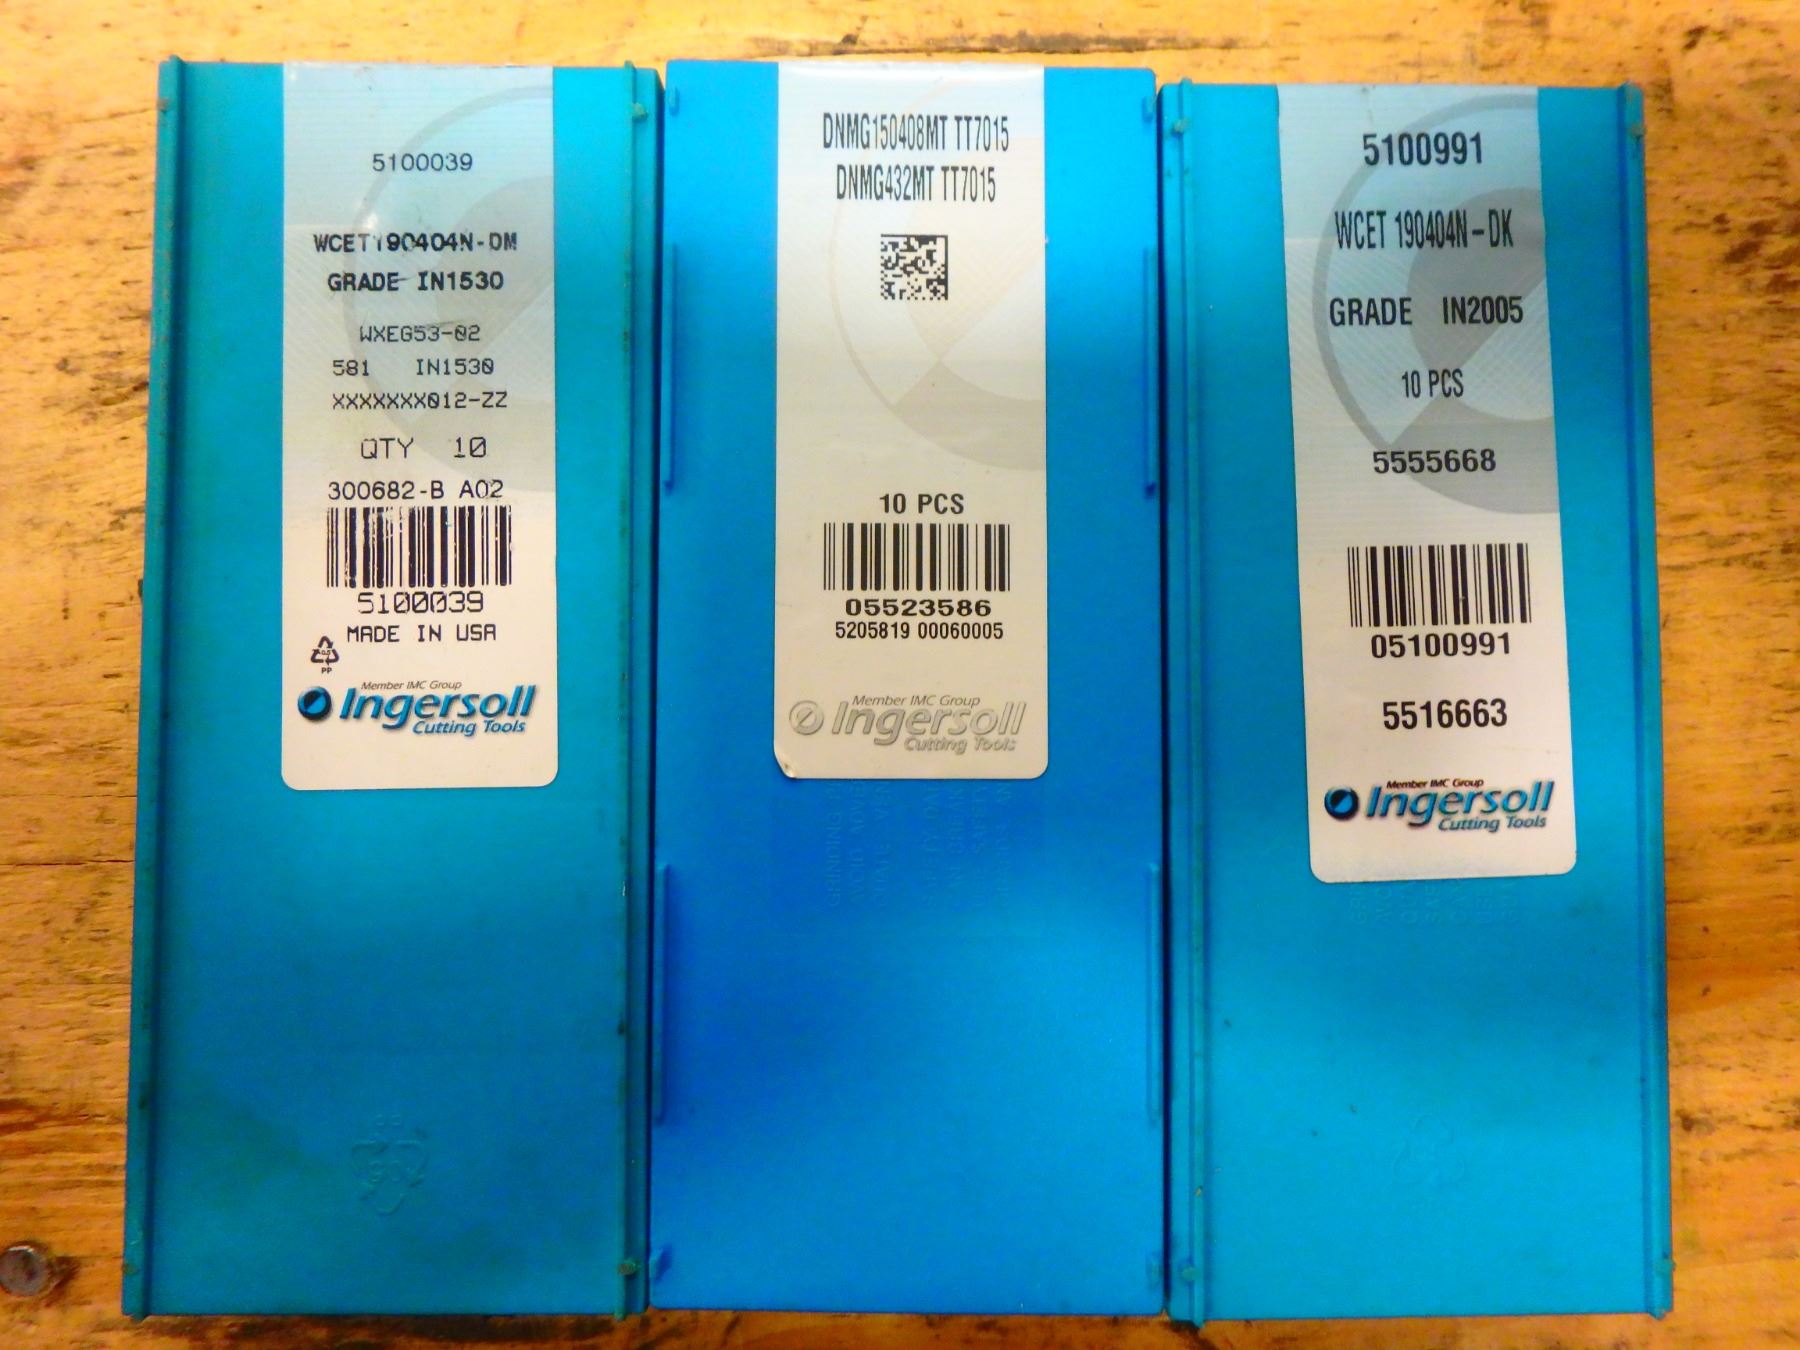 5100039
WCET190404N-DM
GRADE IN1530
WXEG53-02
581 IN1530
XXXXXXX012-ZZ
QTY 10
300682-B A02
5100039
MADE IN USA
PP
Member IMC Group
Ingersoll
Cutting Tools
DNMG150408MT TT7015
DNMG432MT TT7015
10 PCS
05523586
5205819 00060005
Member IMC Group
Ingersoll
Cutting Tools
GRINDING
5100991
WCET 190404N-DK
GRADE IN2005
10 PCS
5555668
05100991
5516663
Member IMC Group
Ingersoll
Cutting Tools